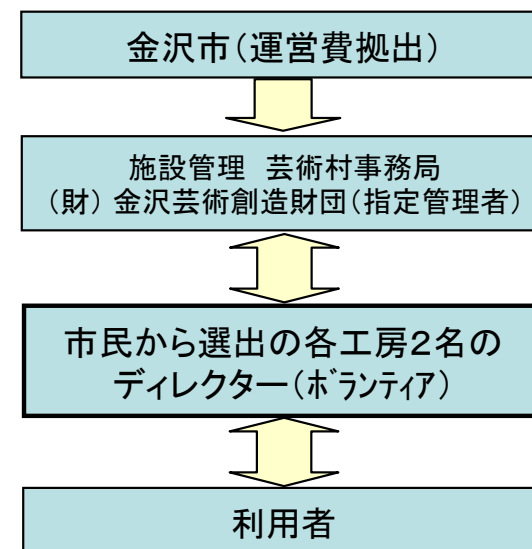 金沢市（運営費拠出）
施設管理 芸術村事務局
（財）金沢芸術創造財団（指定管理者）
市民から選出の各工房２名の
ディレクター（ﾎﾞランティア）
利用者